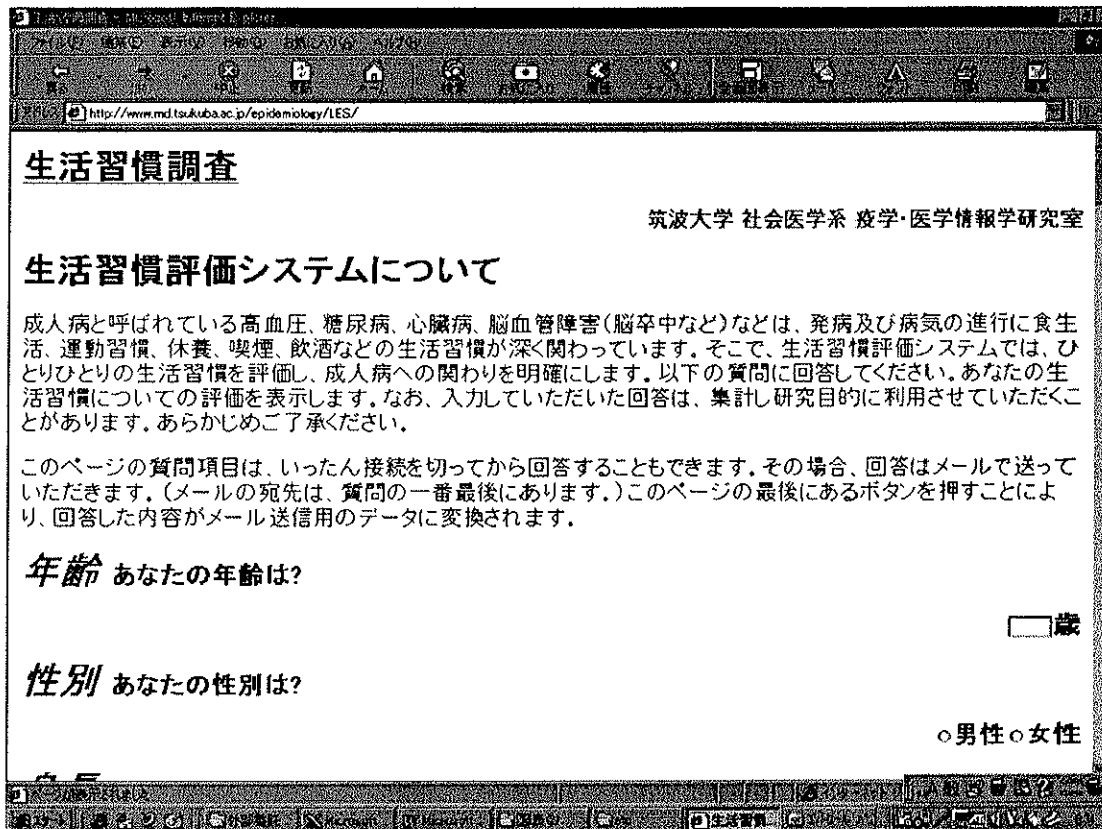 http://www.md.tsukuba.ac.jp/epidemiology/LES/
生活習慣調査
筑波大学 社会医学系 疫学・医学情報学研究室
生活習慣評価システムについて
成人病と呼ばれている高血圧、糖尿病、心臓病、脳血管障害(脳卒中など)などは、発病及び病気の進行に食生
活、運動習慣、休養、喫煙、飲酒などの生活習慣が深く関わっています。そこで、生活習慣評価システムでは、ひ
とりひとりの生活習慣を評価し、成人病への関わりを明確にします。以下の質問に回答してください。あなたの生
活習慣についての評価を表示します。なお、入力していただいた回答は、集計し研究目的に利用させていただくこ
とがあります。あらかじめご了承ください。
このページの質問項目は、いったん接続を切ってから回答することもできます。その場合、回答はメールで送って
いただきます。(メールの宛先は、質問の一番最後にあります。)このページの最後にあるボタンを押すことによ
り、回答した内容がメール送信用のデータに変換されます。
年齢 あなたの年齢は?
歳
性別 あなたの性別は?
○男性○女性